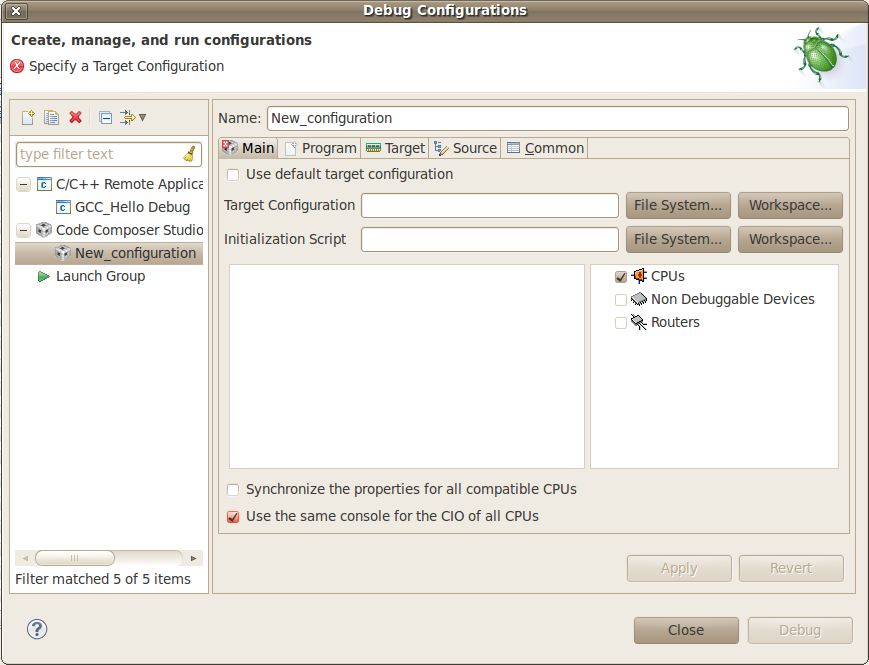 Debug Configurations
Create, manage, and run configurations
Specify a Target Configuration
type filter text
C/C++ Remote Applica
GCC_Hello Debug
Code Composer Studio
New_configuration
Launch Group
Filter matched 5 of 5 items
Name: New_configuration
Main Program Target Source Common
Use default target configuration
Target Configuration File System... Workspace...
Initialization Script File System... Workspace...
CPUs
Non Debuggable Devices
Routers
Synchronize the properties for all compatible CPUs
Use the same console for the CIO of all CPUs
Apply Revert
? Close Debug